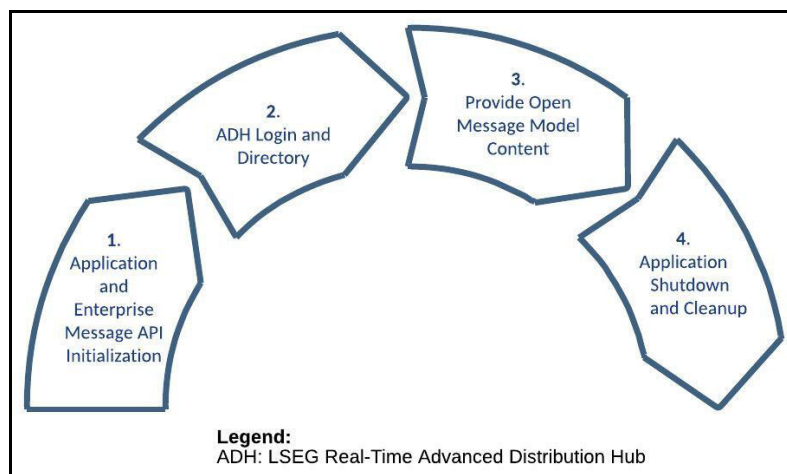 1.
Application
and
Enterprise
Message API
Initialization
2.
ADH Login and
Directory
3.
Provide Open
Message Model
Content
4.
Application
Shutdown
and Cleanup
Legend:
ADH: LSEG Real-Time Advanced Distribution Hub